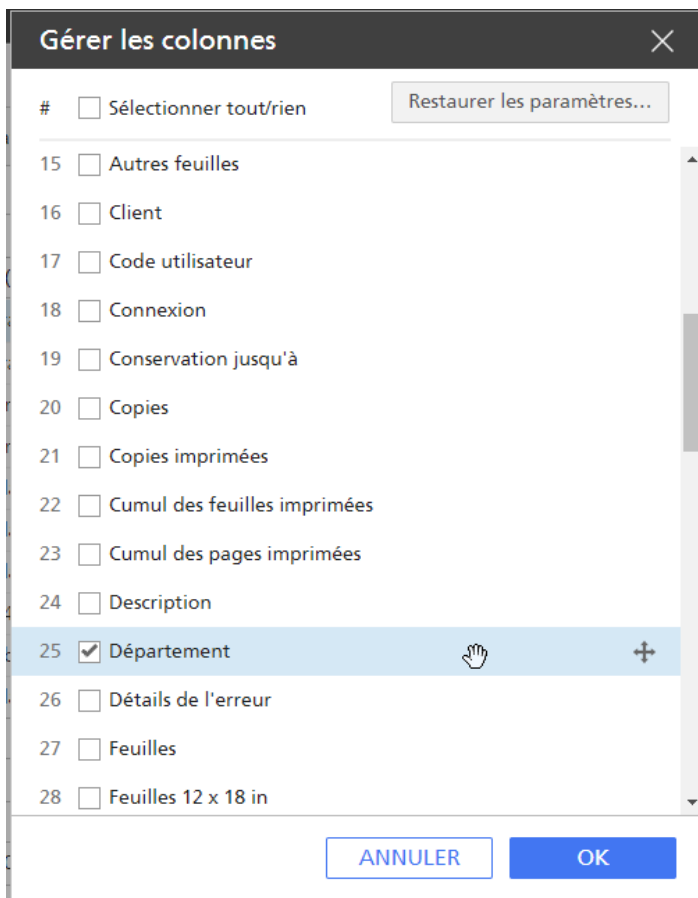 Gérer les colonnes
# Sélectionner tout/rien Restaurer les paramètres...
15 Autres feuilles
16 Client
17 Code utilisateur
18 Connexion
19 Conservation jusqu'à
20 Copies
21 Copies imprimées
22 Cumul des feuilles imprimées
23 Cumul des pages imprimées
24 Description
25 Département
26 Détails de l'erreur
27 Feuilles
28 Feuilles 12 x 18 in
ANNULER OK